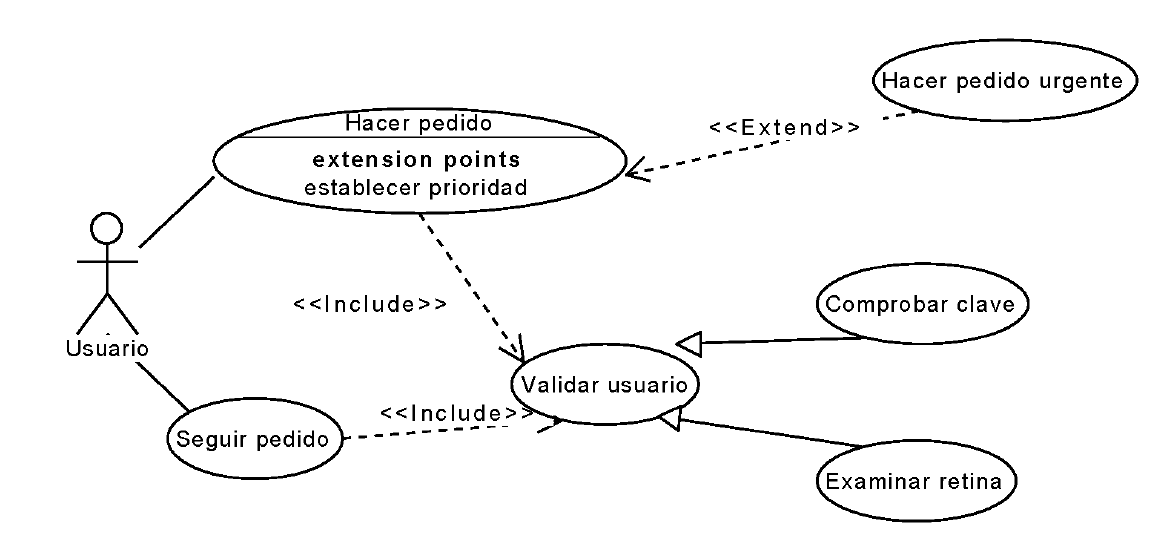 Hacer pedido urgente
Hacer pedido
<<Extend>>
extension points
establecer prioridad
<<Include>>
Comprobar clave
Usuario
Validar usuario
<<Include>>
Seguir pedido
Examinar retina